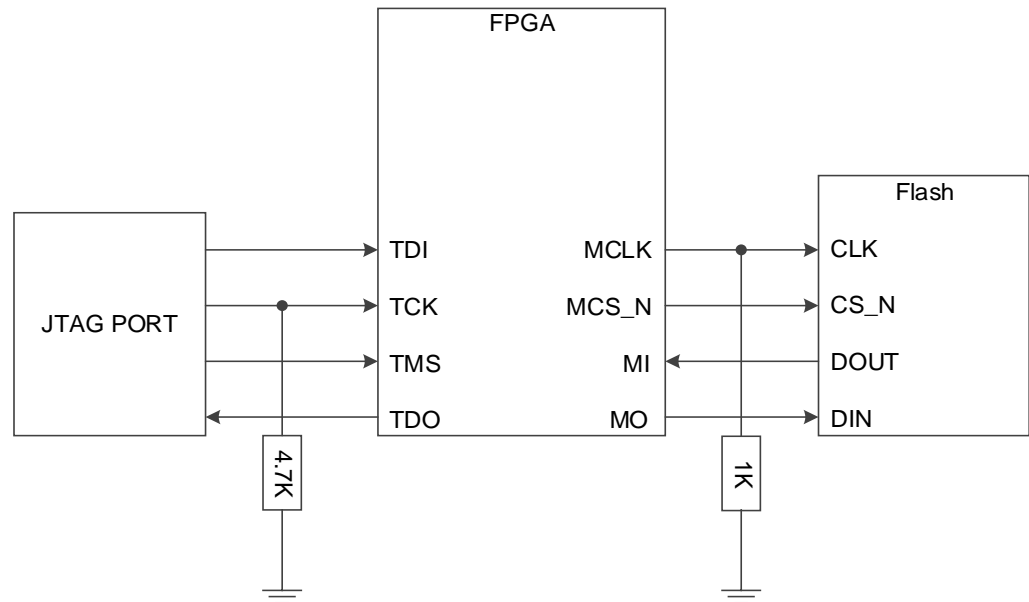 FPGA
Flash
JTAG PORT
TDI
TCK
TMS
TDO
MCLK
MCS_N
MI
MO
CLK
CS_N
DOUT
DIN
4.7K
1K